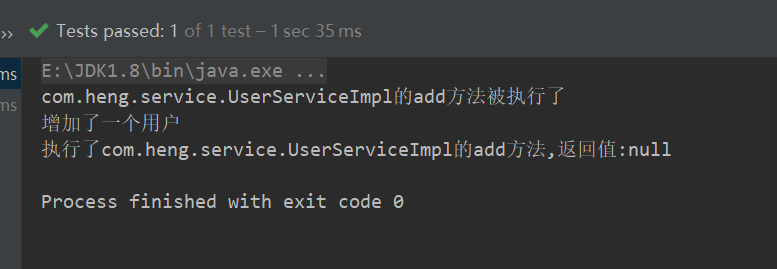 >> Tests passed: 1 of 1 test – 1 sec 35 ms
ms E:\JDK1.8\bin\java.exe ...
ms com.heng.service.UserServiceImpl的add方法被执行了
增加了一个用户
执行了com.heng.service.UserServiceImpl的add方法,返回值:null
Process finished with exit code 0